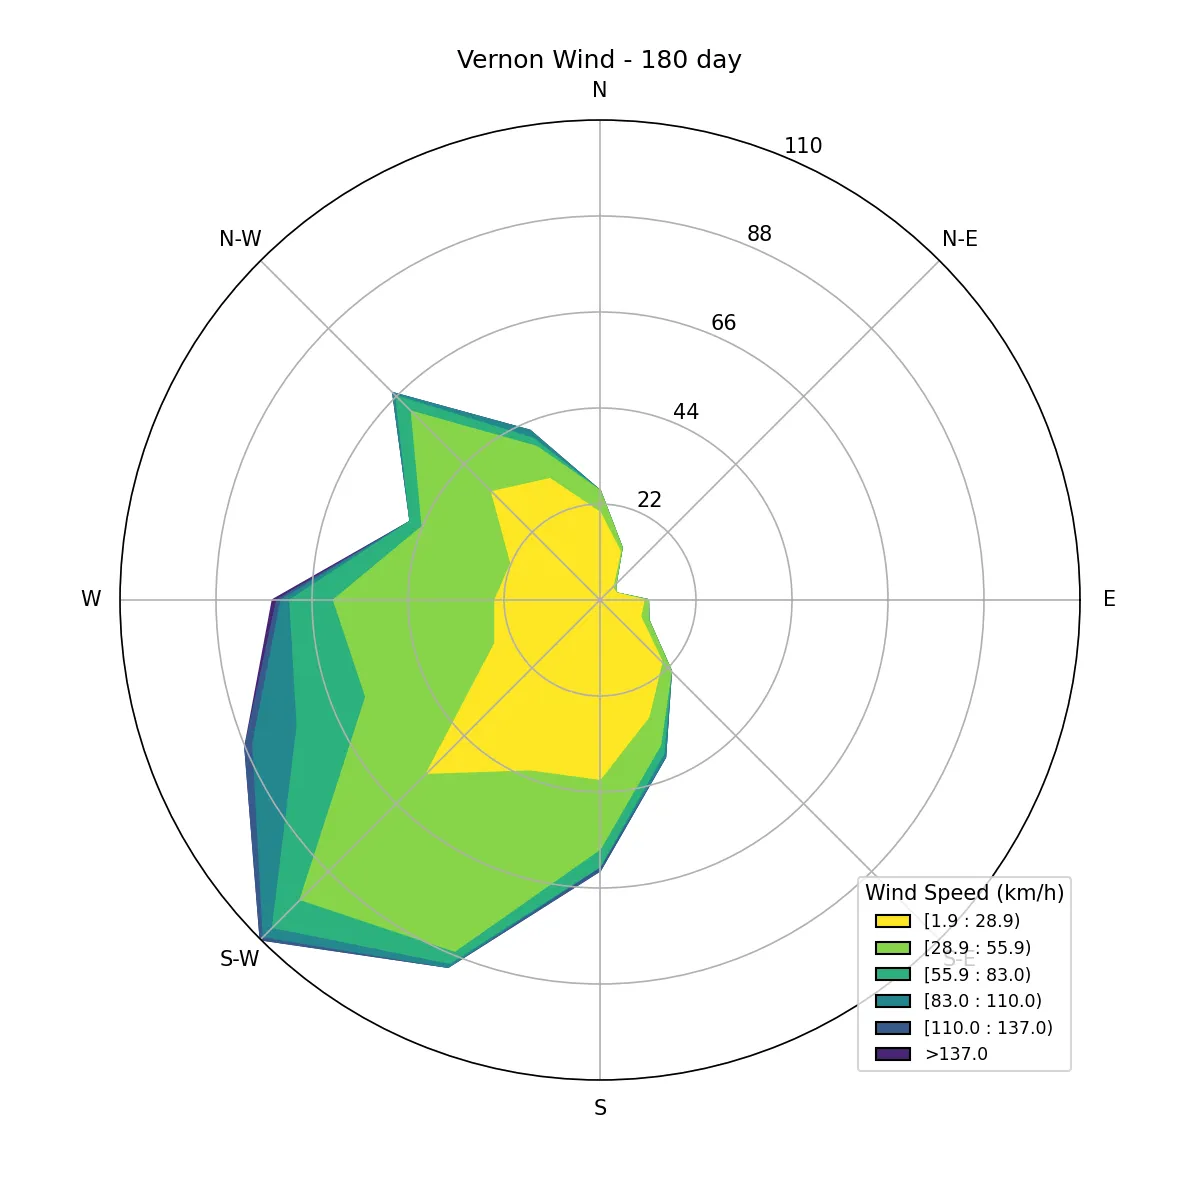 Vernon Wind - 180 day
N
110
88
N-W
N-E
66
44
22
W
E
S-W
S-E
Wind Speed (km/h)
[1.9 : 28.9)
[28.9 : 55.9)
[55.9 : 83.0)
[83.0 : 110.0)
[110.0 : 137.0)
>137.0
S